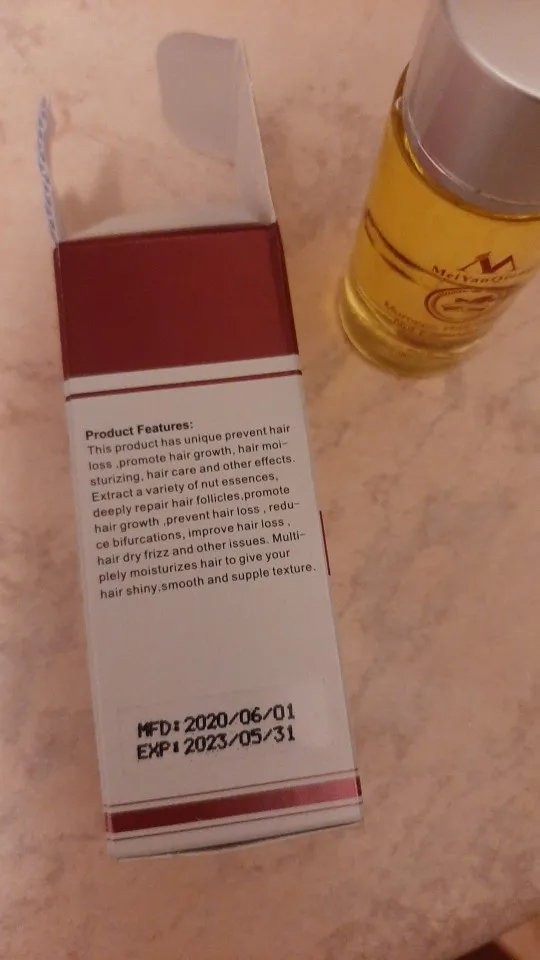 Product Features:
This product has unique prevent hair
loss ,promote hair growth, hair moi-
sturizing, hair care and other effects.
Extract a variety of nut essences,
deeply repair hair follicles,promote
hair growth ,prevent hair loss , redu-
ce bifurcations, improve hair loss ,
hair dry frizz and other issues. Multi-
plely moisturizes hair to give your
hair shiny,smooth and supple texture.
MFD:2020/06/01
EXP:2023/05/31